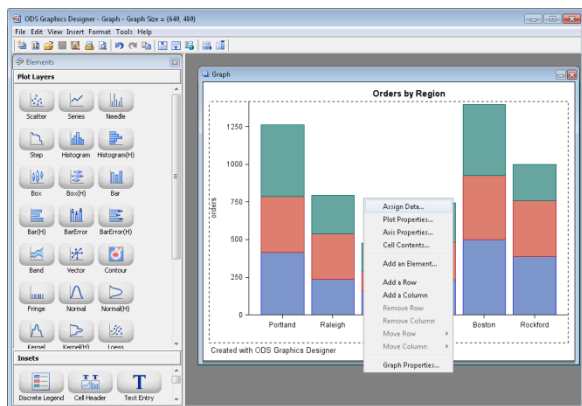 ODS Graphics Designer - Graph - Graph Size = (640, 480)
File Edit View Insert Format Tools Help
Elements
Plot Layers
Scatter Series Needle
Step Histogram Histogram(H)
Box Box(H) Bar
Bar(H) BarError BarError(H)
Band Vector Contour
Fringe Normal Normal(H)
Kernel Kernel(H) Loess
Insets
Discrete Legend Cell Header Text Entry
Graph
Orders by Region
orders
1250
1000
750
500
250
0
Portland Raleigh Boston Rockford
Created with ODS Graphics Designer
Assign Data...
Plot Properties...
Axis Properties...
Cell Contents...
Add an Element...
Add a Row
Add a Column
Remove Row
Remove Column
Move Row
Move Column
Graph Properties...